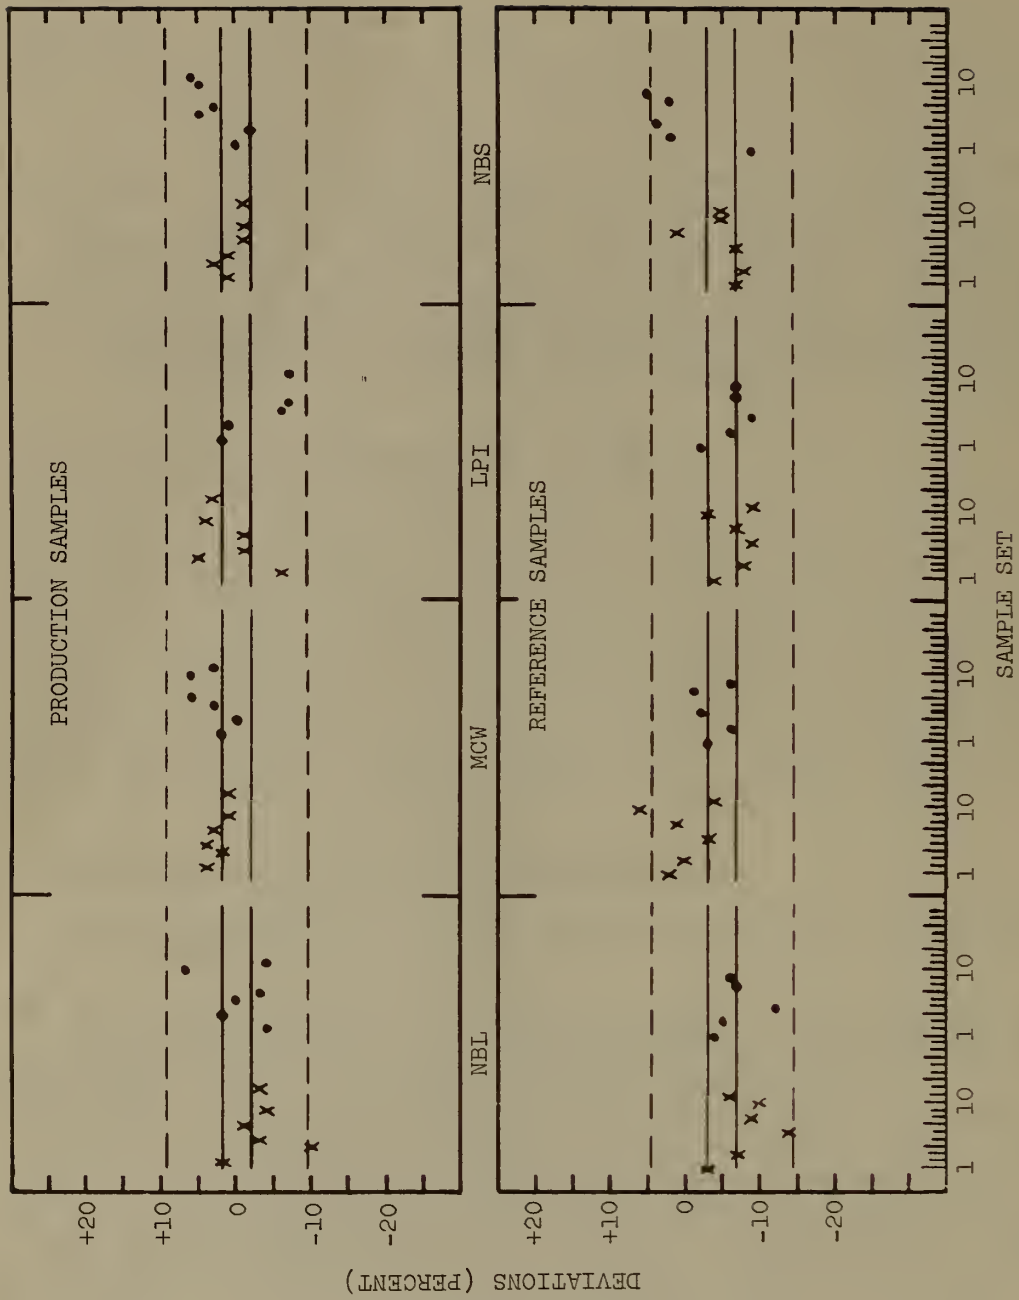 PRODUCTION SAMPLES
+20
+10
0
-10
-20
NBL
MCW
LPI
NBS
REFERENCE SAMPLES
+20
+10
0
-10
-20
DEVIATIONS (PERCENT)
1 10 1 10 1 10 1 10 1 10 1 10 1 10 1 10
SAMPLE SET